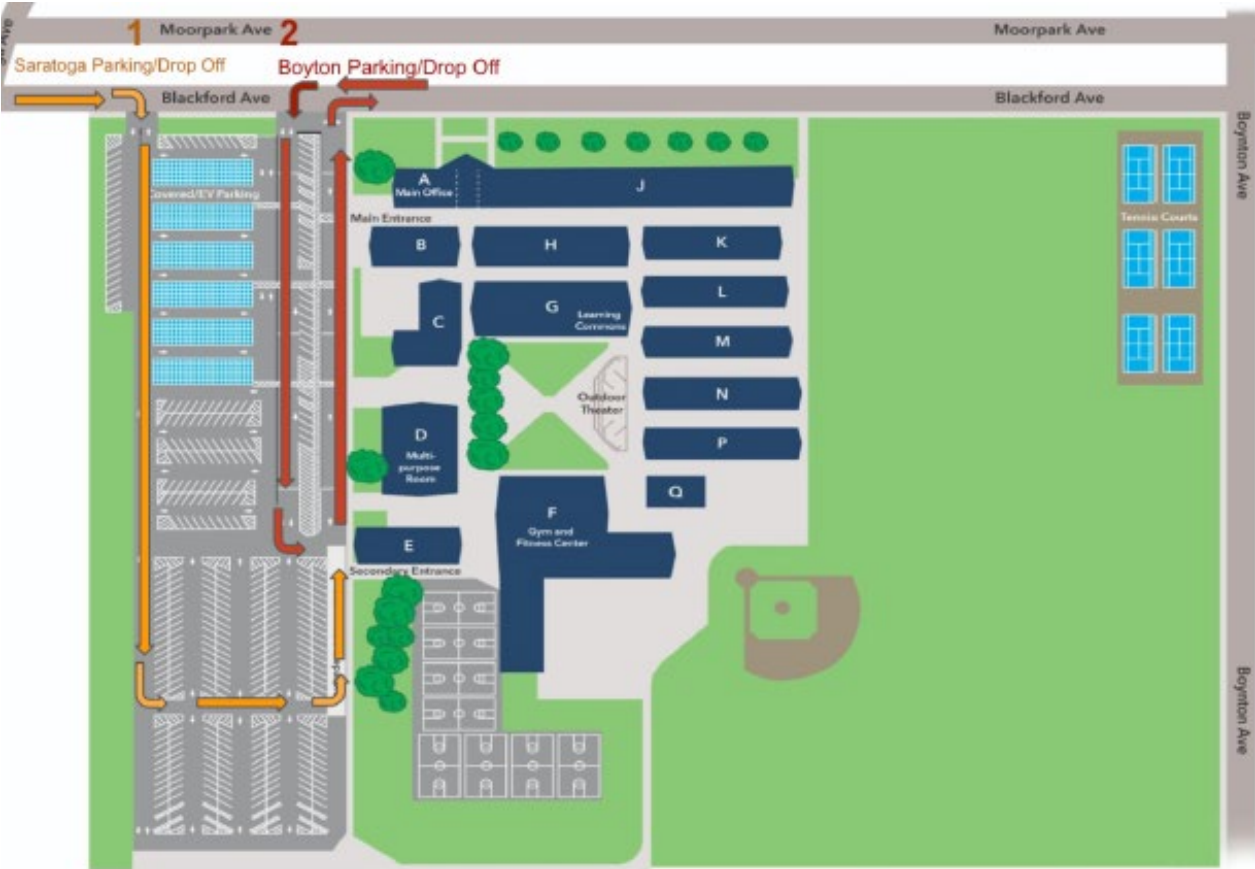 1
Moorpark Ave
2
Moorpark Ave
Saratoga Parking/Drop Off
Boyton Parking/Drop Off
Blackford Ave
Blackford Ave
Boynton Ave
Covered/EV Parking
A
Main Office
J
Main Entrance
Tennis Courts
B
H
K
L
C
G
Learning
Commons
M
Outdoor
Theater
N
D
Multi-
purpose
Room
P
Q
F
Gym and
Fitness Center
E
Secondary Entrance
Boynton Ave